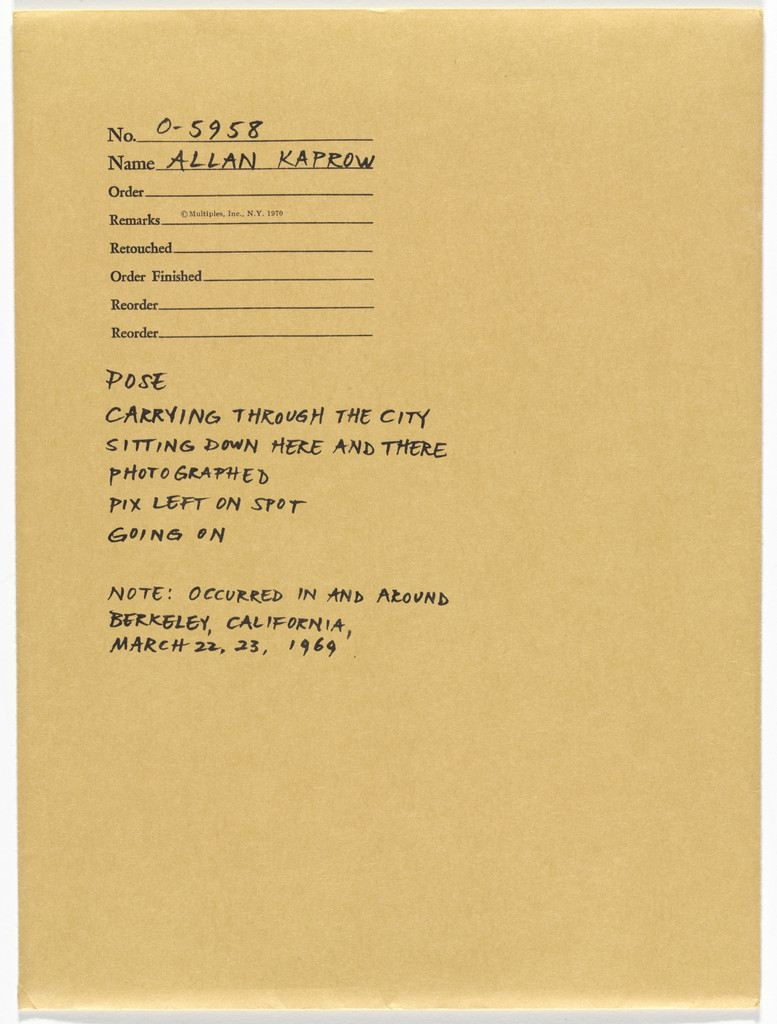 No. 0-5958
Name ALLAN KAPROW
Order
Remarks ©Multiples, Inc., N.Y. 1970
Retouched
Order Finished
Reorder
Reorder
POSE
CARRYING THROUGH THE CITY
SITTING DOWN HERE AND THERE
PHOTOGRAPHED
PIX LEFT ON SPOT
GOING ON
NOTE: OCCURRED IN AND AROUND
BERKELEY, CALIFORNIA,
MARCH 22, 23, 1969